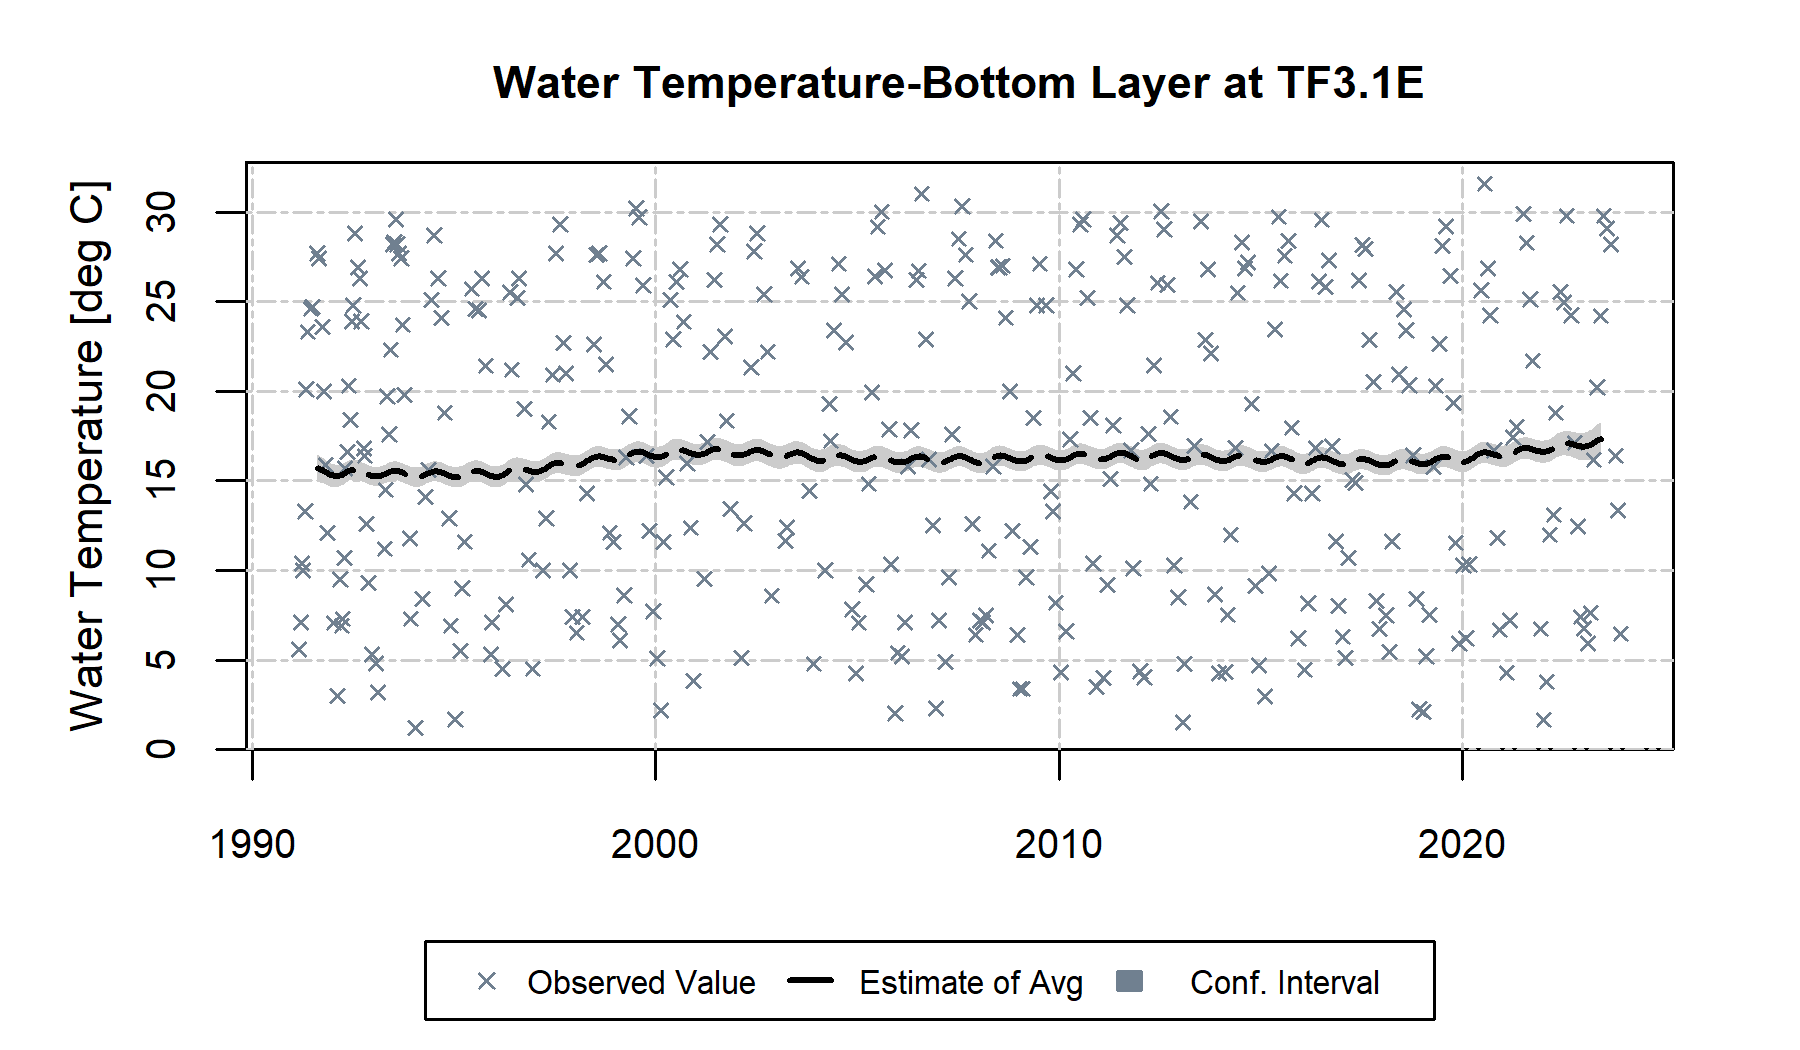 Water Temperature-Bottom Layer at TF3.1E
Water Temperature [deg C]
30
25
20
15
10
5
0
1990 2000 2010 2020
Observed Value Estimate of Avg Conf. Interval